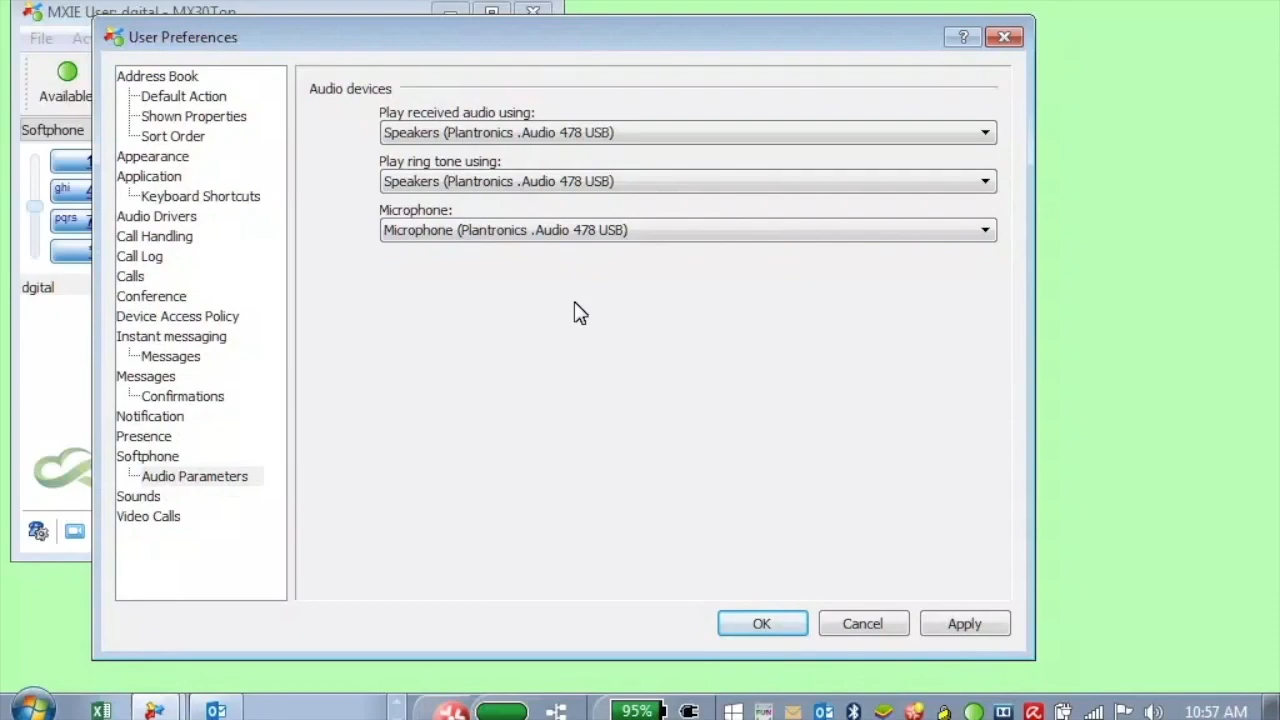 MXIE User: dgital - MX30Top
File
User Preferences
?
Available
Softphone
ghi
pqrs
dgital
Address Book
Default Action
Shown Properties
Sort Order
Appearance
Application
Keyboard Shortcuts
Audio Drivers
Call Handling
Call Log
Calls
Conference
Device Access Policy
Instant messaging
Messages
Messages
Confirmations
Notification
Presence
Softphone
Audio Parameters
Sounds
Video Calls
Audio devices
Play received audio using:
Speakers (Plantronics .Audio 478 USB)
Play ring tone using:
Speakers (Plantronics .Audio 478 USB)
Microphone:
Microphone (Plantronics .Audio 478 USB)
OK
Cancel
Apply
95%
10:57 AM